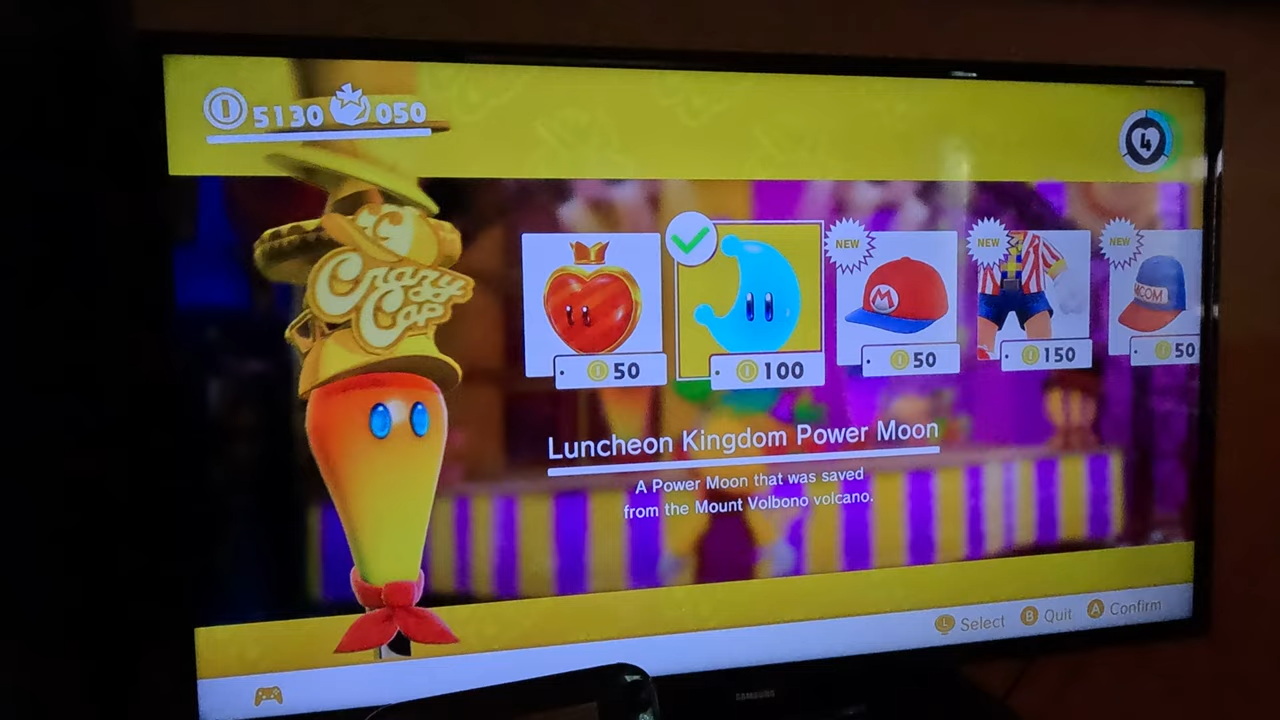 5130 050
4
Crazy
Cap
NEW
NEW
NEW
M
50
100
50
150
50
Luncheon Kingdom Power Moon
A Power Moon that was saved
from the Mount Volbono volcano.
L Select B Quit A Confirm
SAMSUNG